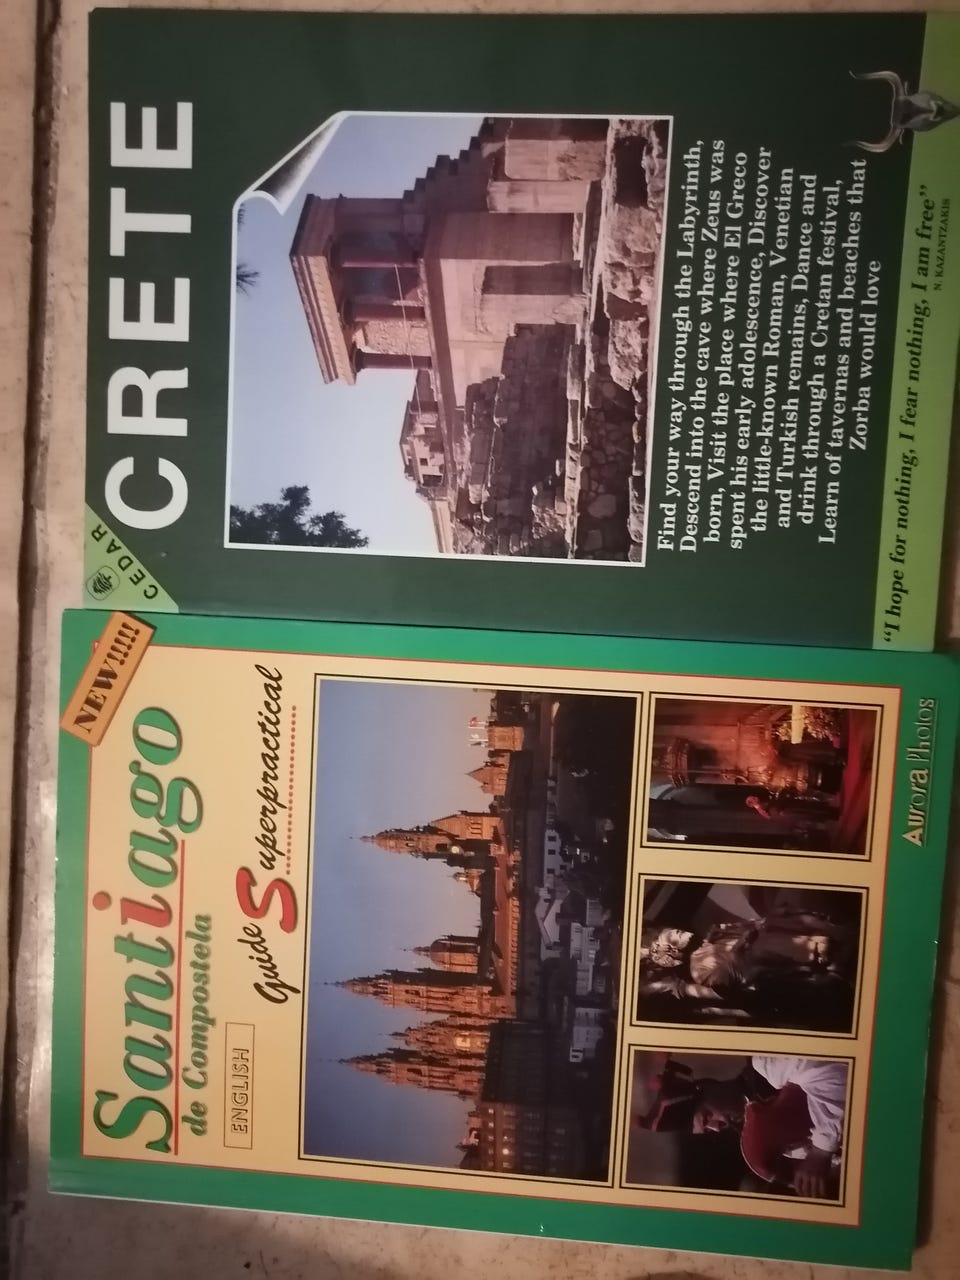 CEDAR
CRETE
Find your way through the Labyrinth,
Descend into the cave where Zeus was
born, Visit the place where El Greco
spent his early adolescence, Discover
the little-known Roman, Venetian
and Turkish remains, Dance and
drink through a Cretan festival,
Learn of tavernas and beaches that
Zorba would love
“I hope for nothing, I fear nothing, I am free”
N. KAZANTZAKIS
NEW!!!!!
Santiago
de Compostela
ENGLISH
Guide Superpractical
Aurora Photos